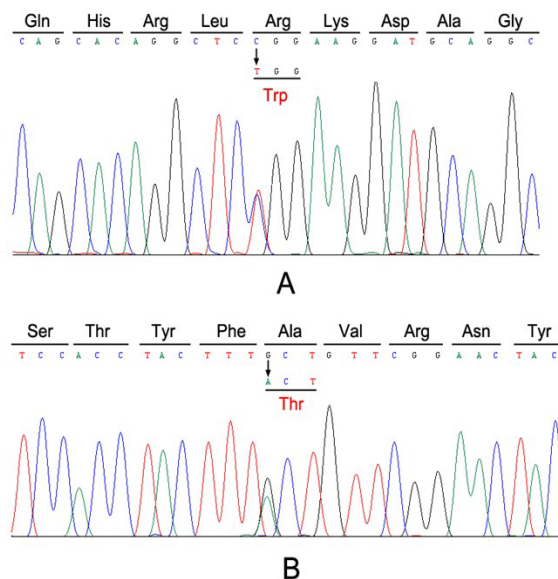 Gln His Arg Leu Arg Lys Asp Ala Gly
C A G C A C A G G C T C C G G A A G G A T G C A G G C
T G G
Trp
A
Ser Thr Tyr Phe Ala Val Arg Asn Tyr
T C C A C C T A C T T T G C T G T T C G G A A C T A C
A C T
Thr
B